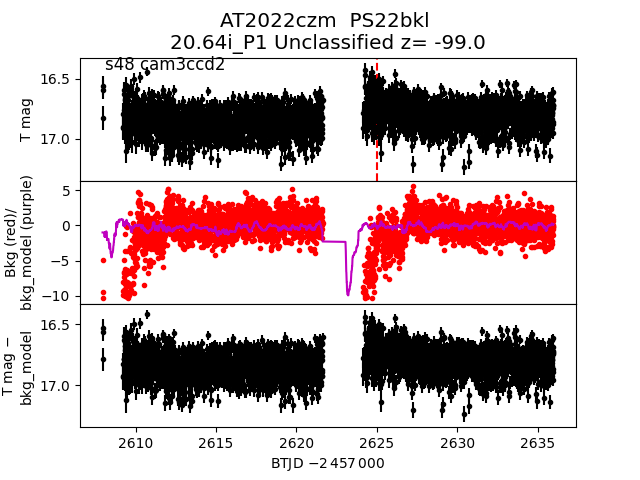 AT2022czm  PS22bkl
20.64i_P1 Unclassified z= -99.0
s48 cam3ccd2
T mag
16.5
17.0
Bkg (red)/
bkg_model (purple)
5
0
−5
−10
T mag −
bkg_model
16.5
17.0
2610
2615
2620
2625
2630
2635
BTJD −2 457 000